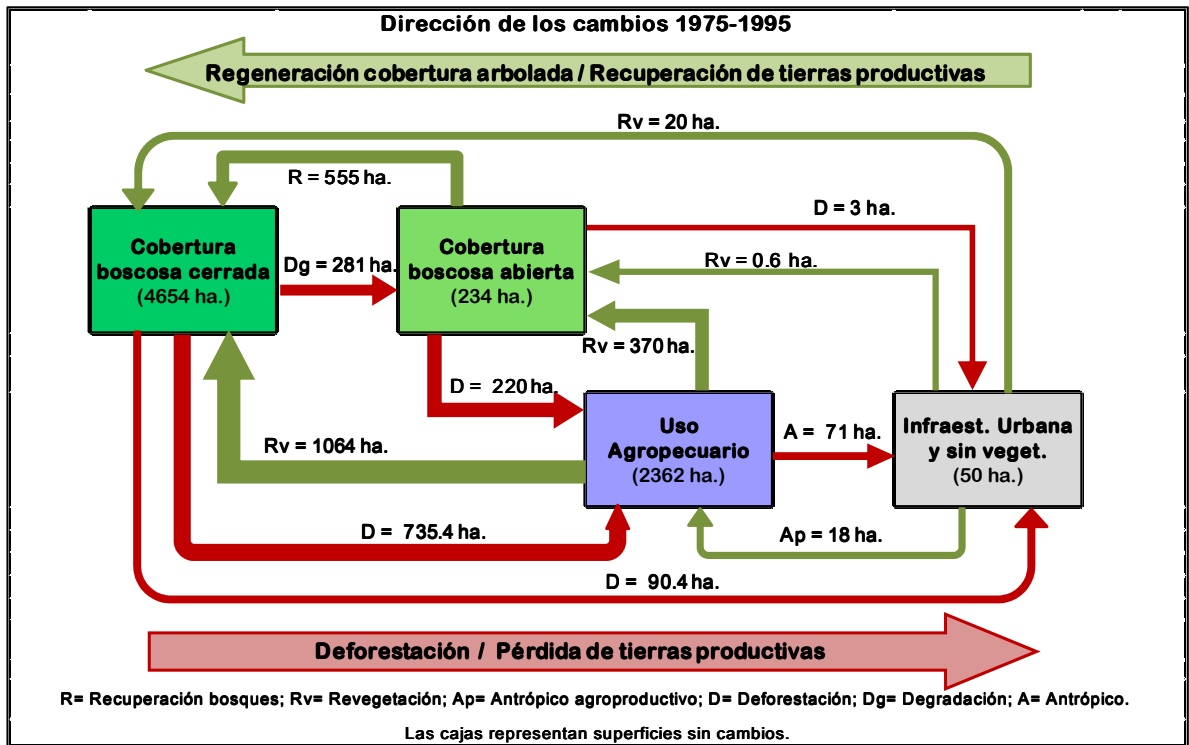 Dirección de los cambios 1975-1995
Regeneración cobertura arbolada / Recuperación de tierras productivas
Rv = 20 ha.
R = 555 ha.
D = 3 ha.
Cobertura
boscosa cerrada
(4654 ha.)
Dg = 281 ha.
Cobertura
boscosa abierta
(234 ha.)
Rv = 0.6 ha.
Rv = 370 ha.
D = 220 ha.
Rv = 1064 ha.
Uso
Agropecuario
(2362 ha.)
A = 71 ha.
Infraest. Urbana
y sin veget.
(50 ha.)
D = 735.4 ha.
Ap = 18 ha.
D = 90.4 ha.
Deforestación / Pérdida de tierras productivas
R= Recuperación bosques; Rv= Revegetación; Ap= Antrópico agroproductivo; D= Deforestación; Dg= Degradación; A= Antrópico.
Las cajas representan superficies sin cambios.